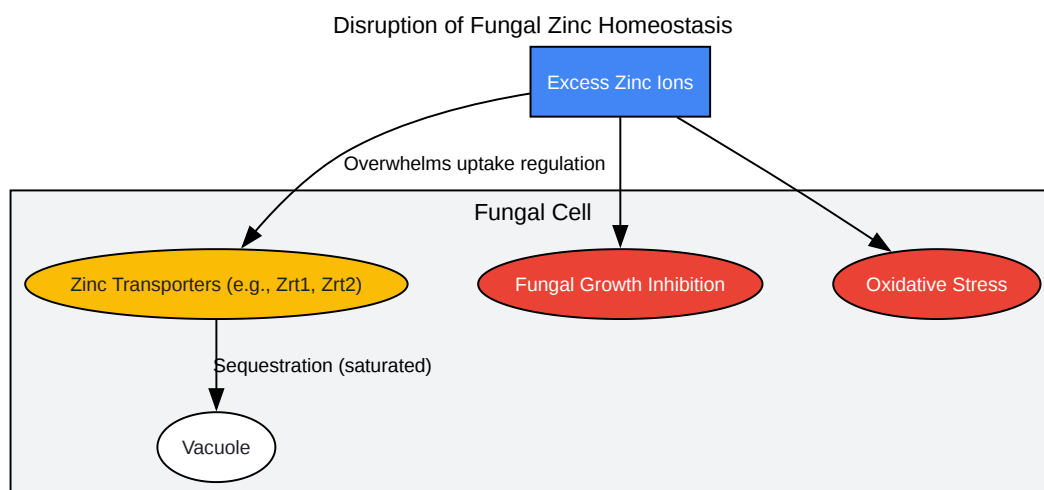 Disruption of Fungal Zinc Homeostasis
Excess Zinc Ions
Overwhelms uptake regulation
Fungal Cell
Zinc Transporters (e.g., Zrt1, Zrt2)
Fungal Growth Inhibition
Oxidative Stress
Sequestration (saturated)
Vacuole